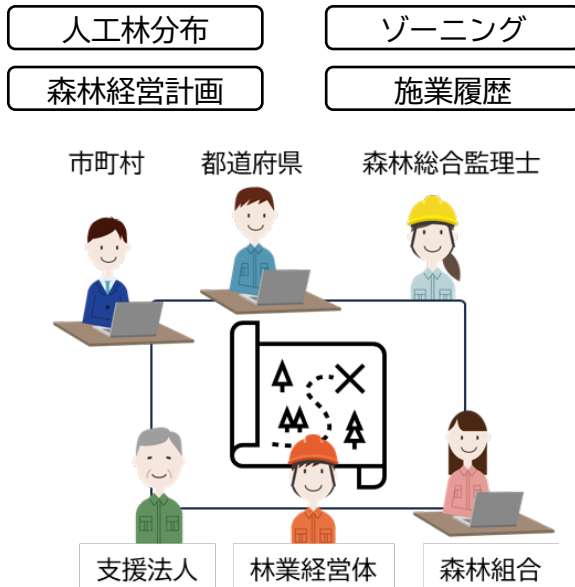 人工林分布
ゾーニング
森林経営計画
施業履歴
市町村
都道府県
森林総合監理士
支援法人
林業経営体
森林組合